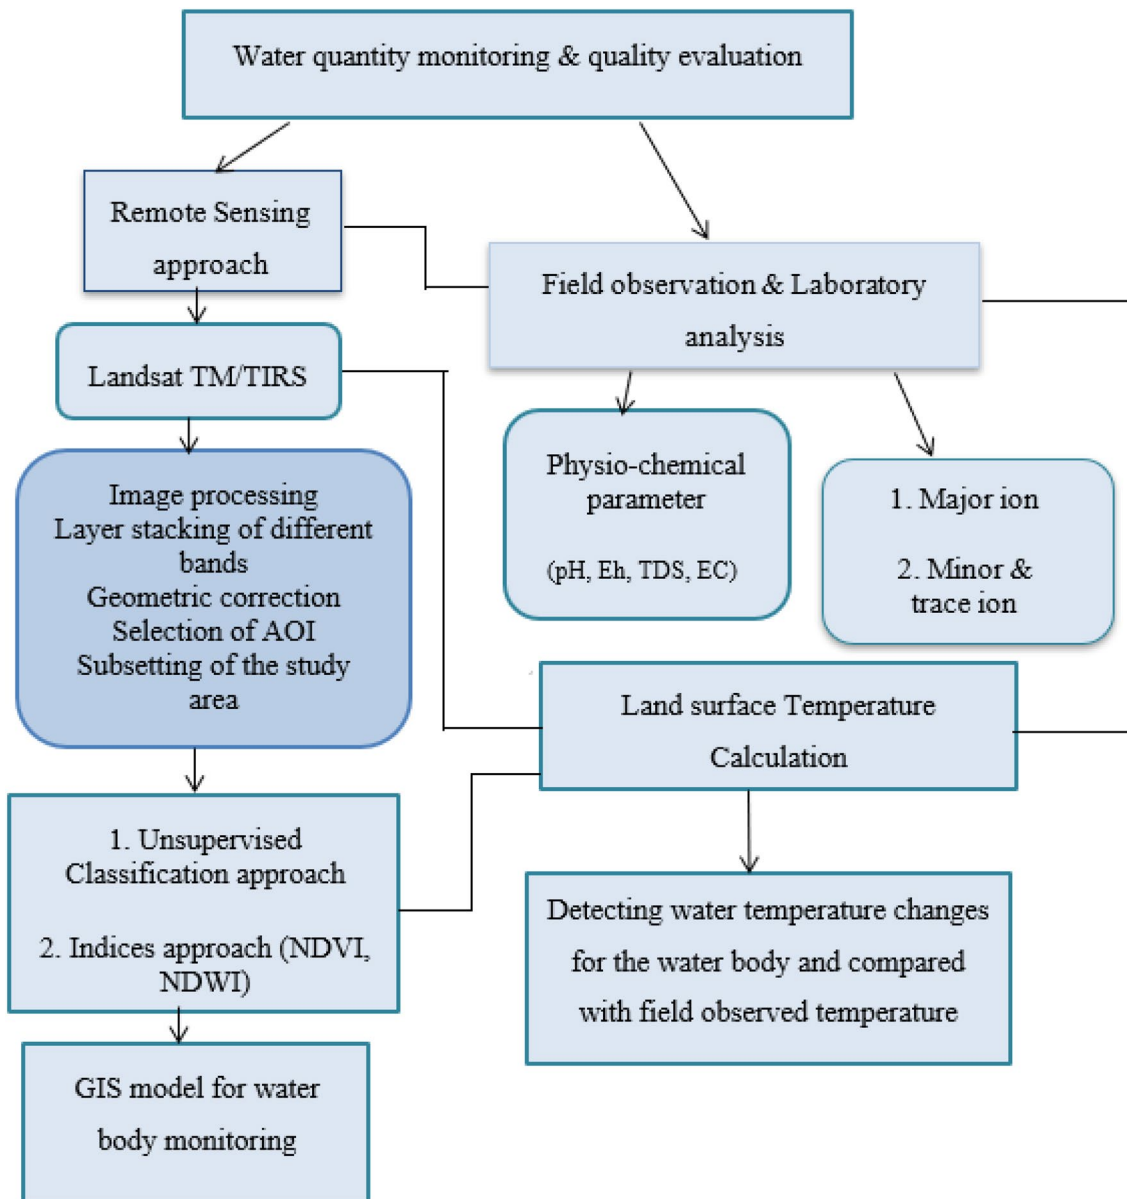 Water quantity monitoring & quality evaluation
Remote Sensing
approach
Field observation & Laboratory
analysis
Landsat TM/TIRS
Physio-chemical
parameter
(pH, Eh, TDS, EC)
1. Major ion
2. Minor &
trace ion
Image processing
Layer stacking of different
bands
Geometric correction
Selection of AOI
Subsetting of the study
area
Land surface Temperature
Calculation
1. Unsupervised
Classification approach
2. Indices approach (NDVI,
NDWI)
Detecting water temperature changes
for the water body and compared
with field observed temperature
GIS model for water
body monitoring